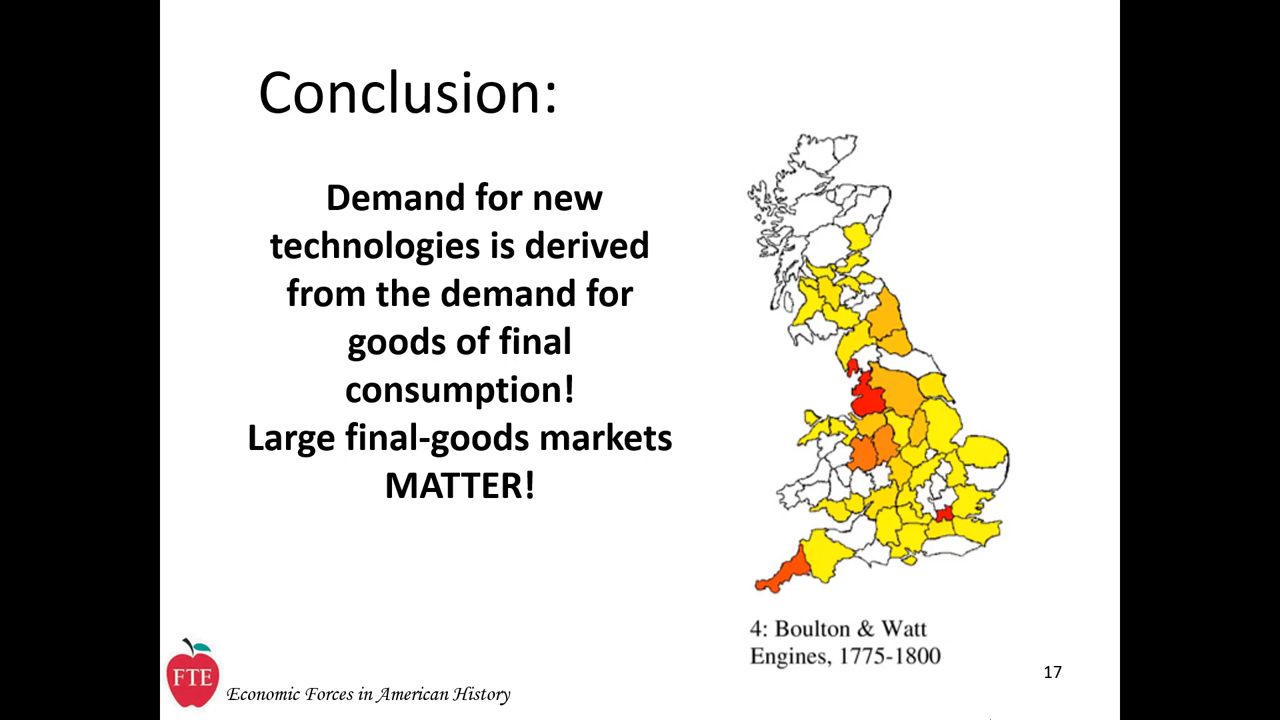 Conclusion:
Demand for new
technologies is derived
from the demand for
goods of final
consumption!
Large final-goods markets
MATTER!
4: Boulton & Watt
Engines, 1775-1800
17
FTE
Economic Forces in American History